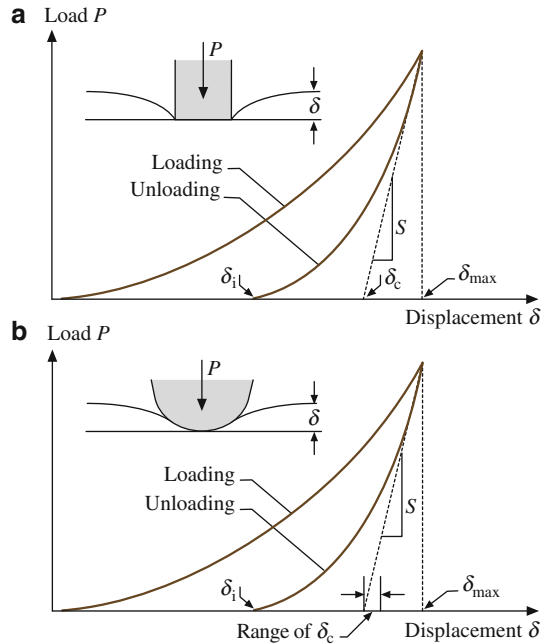 a
Load P
P
δ
Loading
Unloading
S
δi
δc
δmax
Displacement δ
b
Load P
P
δ
Loading
Unloading
S
δi
δmax
Range of δc
Displacement δ